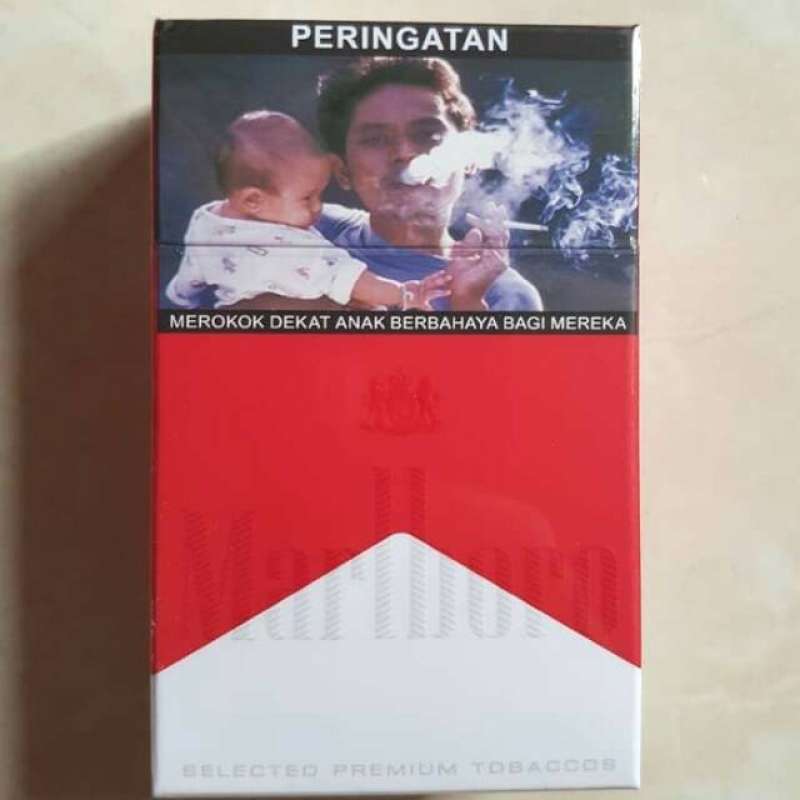 PERINGATAN
MEROKOK DEKAT ANAK BERBAHAYA BAGI MEREKA
Marlboro
SELECTED PREMIUM TOBACCOS